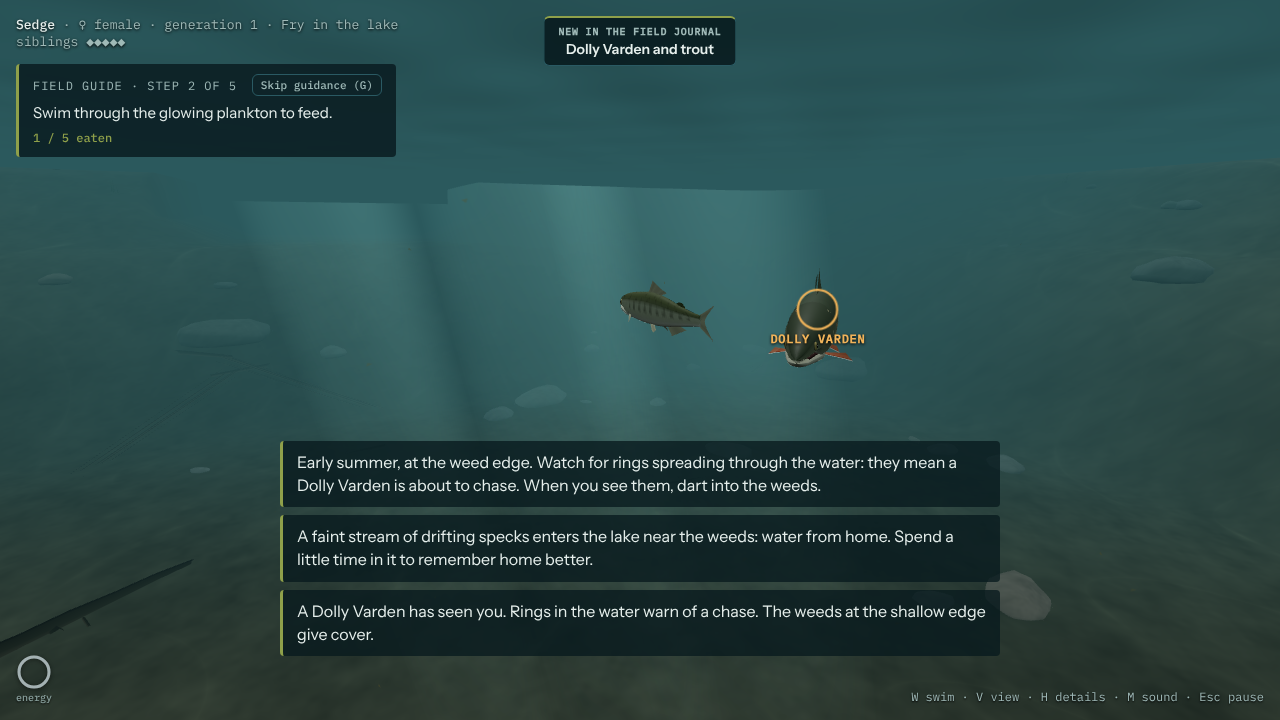 Sedge · ♀ female · generation 1 · Fry in the lake
siblings ◆◆◆◆◆
NEW IN THE FIELD JOURNAL
Dolly Varden and trout
FIELD GUIDE · STEP 2 OF 5
Skip guidance (G)
Swim through the glowing plankton to feed.
1 / 5 eaten
DOLLY VARDEN
Early summer, at the weed edge. Watch for rings spreading through the water: they mean a
Dolly Varden is about to chase. When you see them, dart into the weeds.
A faint stream of drifting specks enters the lake near the weeds: water from home. Spend a
little time in it to remember home better.
A Dolly Varden has seen you. Rings in the water warn of a chase. The weeds at the shallow edge
give cover.
energy
W swim · V view · H details · M sound · Esc pause